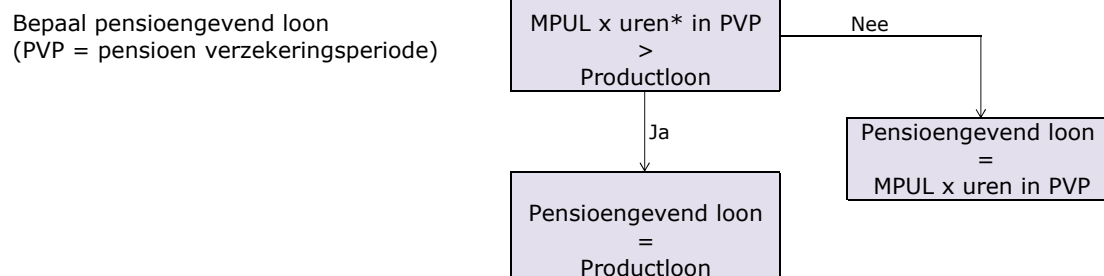 Bepaal pensioengevend loon
(PVP = pensioen verzekeringsperiode)
MPUL x uren* in PVP
>
Productloon
Nee
Ja
Pensioengevend loon
=
MPUL x uren in PVP
Pensioengevend loon
=
Productloon